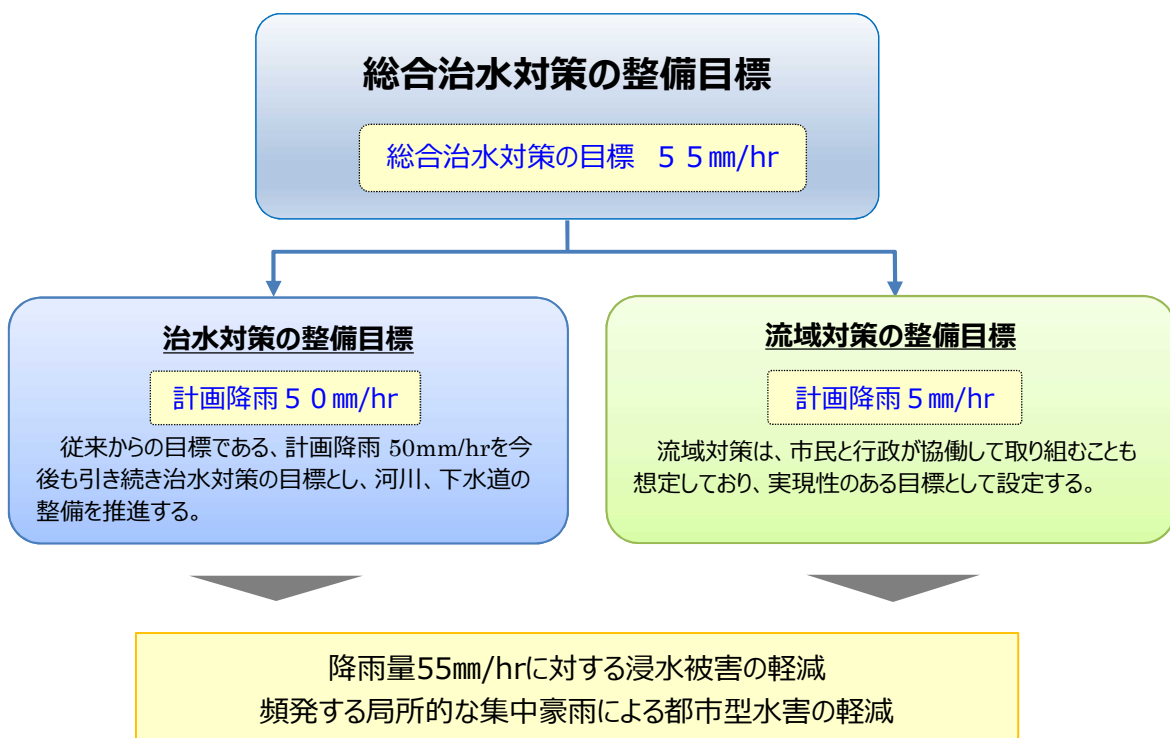 総合治水対策の整備目標
総合治水対策の目標 55㎜/hr
治水対策の整備目標
計画降雨50㎜/hr
従来からの目標である、計画降雨 50mm/hrを今
後も引き続き治水対策の目標とし、河川、下水道の
整備を推進する。
流域対策の整備目標
計画降雨5㎜/hr
流域対策は、市民と行政が協働して取り組むことも
想定しており、実現性のある目標として設定する。
降雨量55㎜/hrに対する浸水被害の軽減
頻発する局所的な集中豪雨による都市型水害の軽減